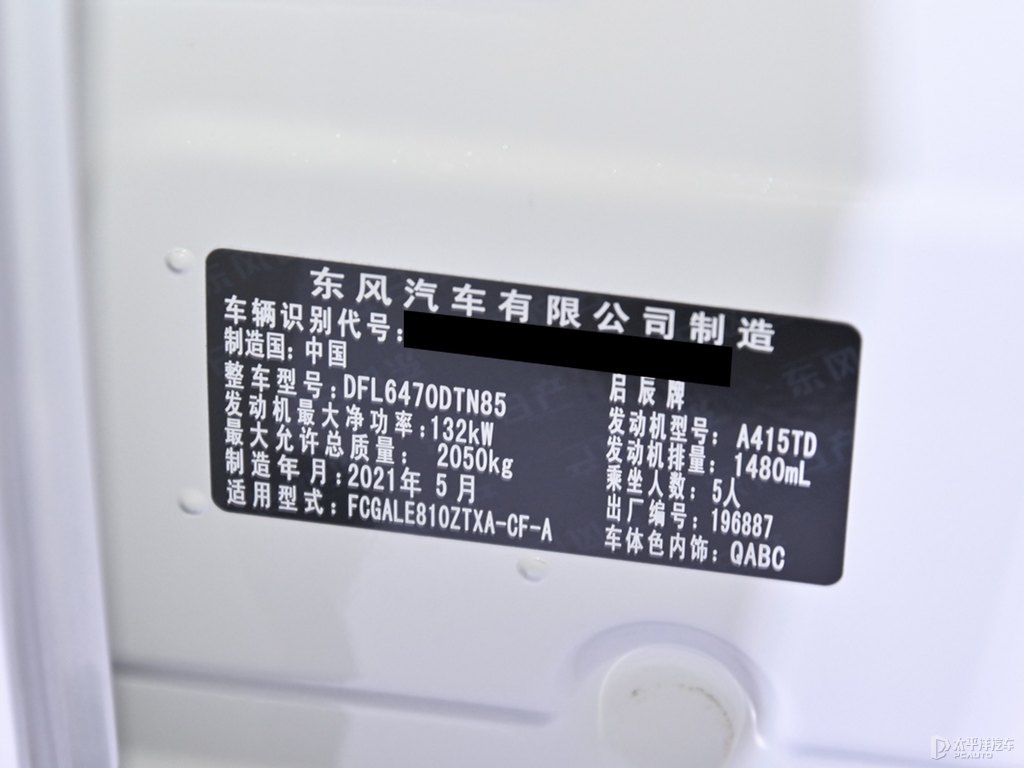 东风汽车有限公司制造
车辆识别代号:
制造国:中国
启辰牌
整车型号:DFL6470DTN85
发动机型号: A415TD
发动机最大净功率:132kW
发动机排量: 1480mL
最大允许总质量: 2050kg
乘坐人数: 5人
制造年月:2021年 5月
出厂编号:196887
适用型式:FCGALE810ZTXA-CF-A
车体色内饰: QABC
太平洋汽车
PCAUTO